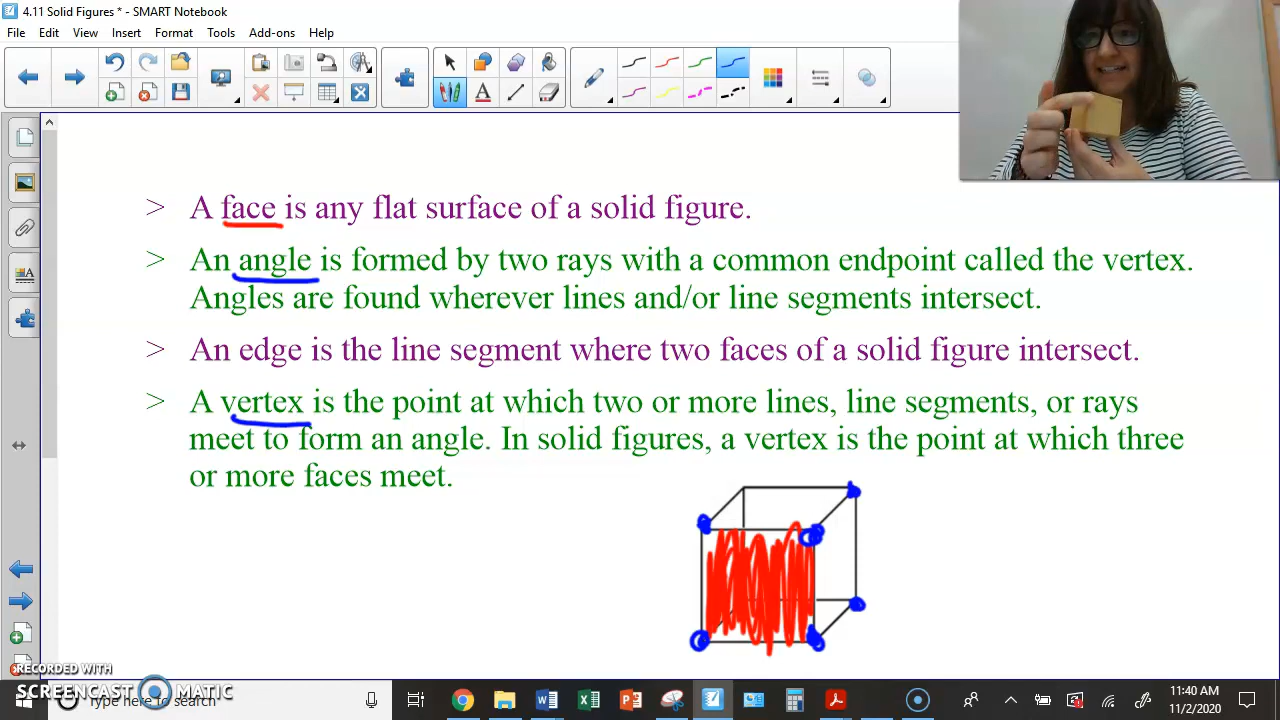 4.11 Solid Figures * - SMART Notebook
File Edit View Insert Format Tools Add-ons Help
> A face is any flat surface of a solid figure.
> An angle is formed by two rays with a common endpoint called the vertex.
Angles are found wherever lines and/or line segments intersect.
> An edge is the line segment where two faces of a solid figure intersect.
> A vertex is the point at which two or more lines, line segments, or rays
meet to form an angle. In solid figures, a vertex is the point at which three
or more faces meet.
RECORDED WITH
SCREENCAST MATIC
Type here to search
11:40 AM
11/2/2020